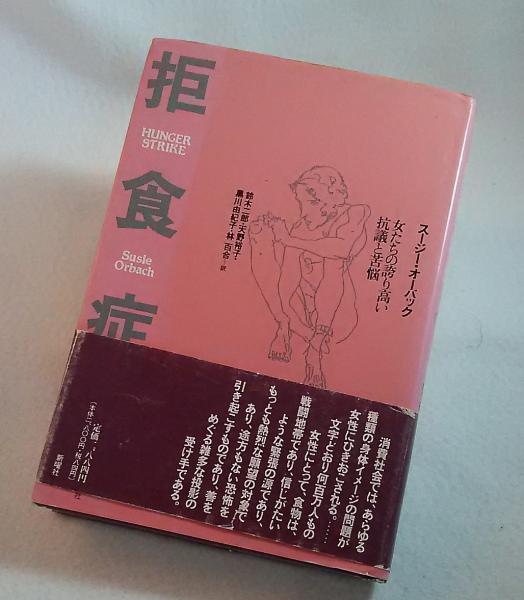 拒食症
HUNGER
STRIKE
Susie
Orbach
スージー・オーバック
女たちの誇り高い
抗議と苦悩
鈴木二郎・天野裕子
黒川由紀子・林 百合 訳
消費社会では、あらゆる
種類の身体イメージの問題が
女性にひきおこされる。
文字どおり何百万人もの
女性にとって、食物は、……
戦闘地帯であり、信じがたい
ような緊張の源であり、
もっとも熱烈な願望の対象で
あり、途方もない恐怖を
引き起こすものであり、善を
めぐる雑多な投影の
受け手である。
新曜社